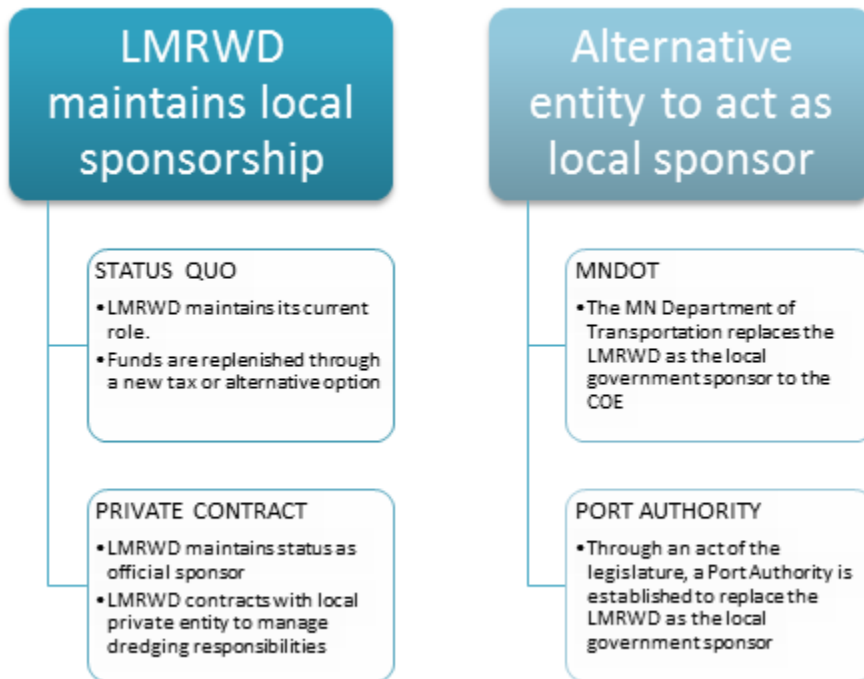 LMRWD
maintains local
sponsorship
STATUS QUO
•LMRWD maintains its current
role.
•Funds are replenished through
a new tax or alternative option
PRIVATE CONTRACT
•LMRWD maintains status as
official sponsor
•LMRWD contracts with local
private entity to manage
dredging responsibilities
Alternative
entity to act as
local sponsor
MNDOT
•The MN Department of
Transportation replaces the
LMRWD as the local
government sponsor to the
COE
PORT AUTHORITY
•Through an act of the
legislature, a Port Authority is
established to replace the
LMRWD as the local
government sponsor